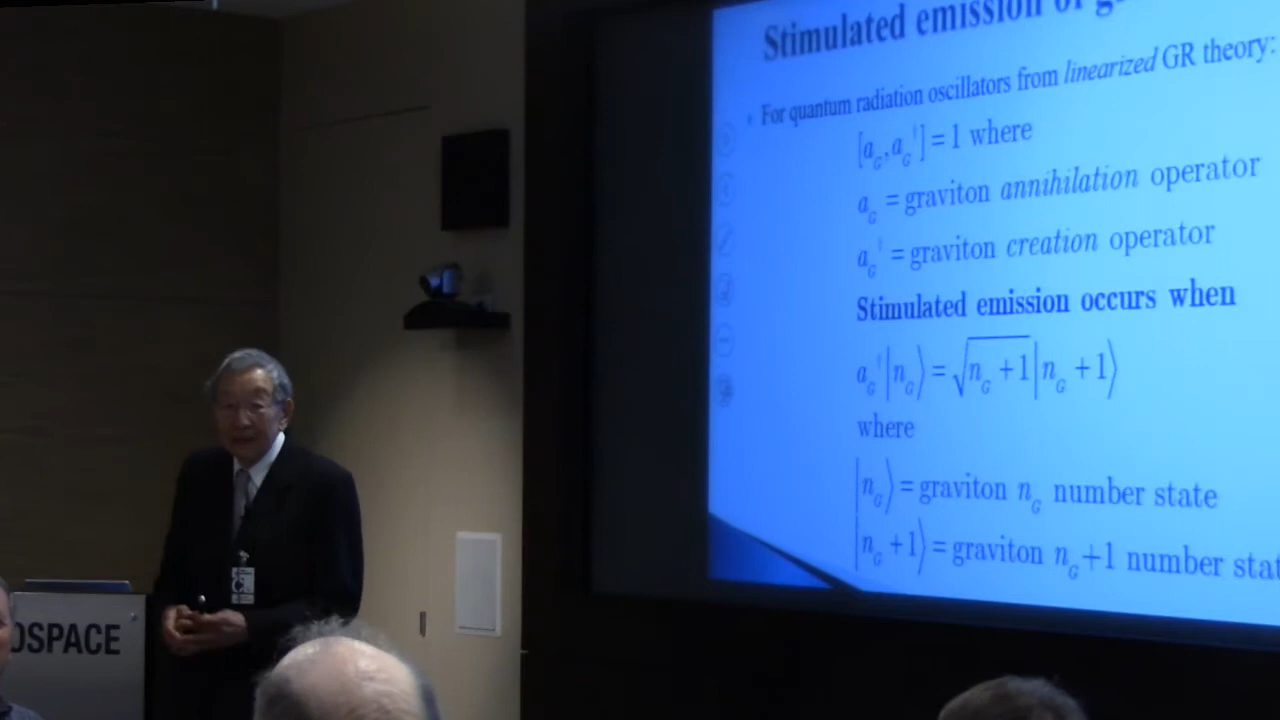 Stimulated emission of g
For quantum radiation oscillators from linearized GR theory:
[a_G, a_G^†] = 1 where
a_G = graviton annihilation operator
a_G^† = graviton creation operator
Stimulated emission occurs when
a_G^† |n_G⟩ = √(n_G + 1) |n_G + 1⟩
where
|n_G⟩ = graviton n_G number state
|n_G + 1⟩ = graviton n_G+1 number stat
OSPACE